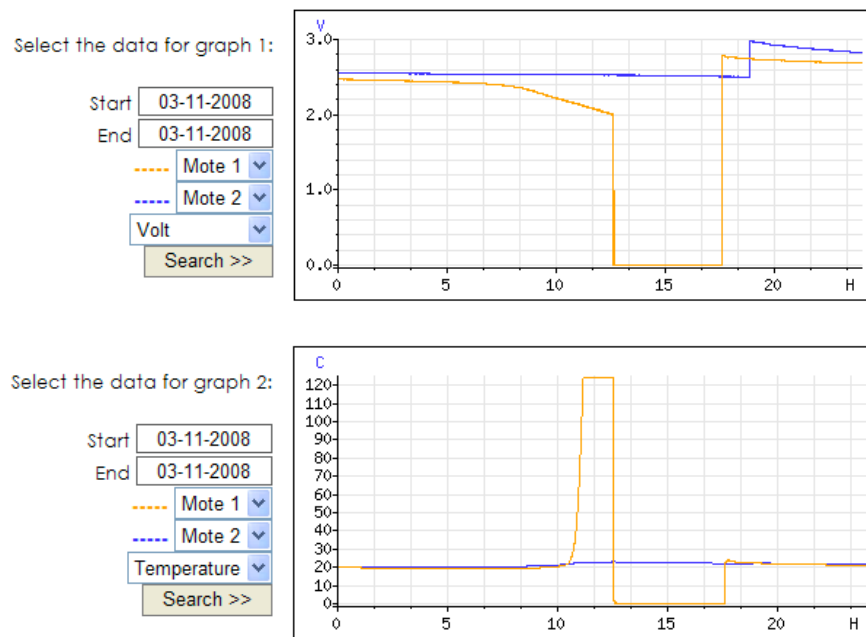 Select the data for graph 1:
Start 03-11-2008
End 03-11-2008
Mote 1
Mote 2
Volt
Search >>
V
3.0
2.0
1.0
0.0
0 5 10 15 20 H
Select the data for graph 2:
Start 03-11-2008
End 03-11-2008
Mote 1
Mote 2
Temperature
Search >>
C
120
110
100
90
80
70
60
50
40
30
20
10
0
0 5 10 15 20 H